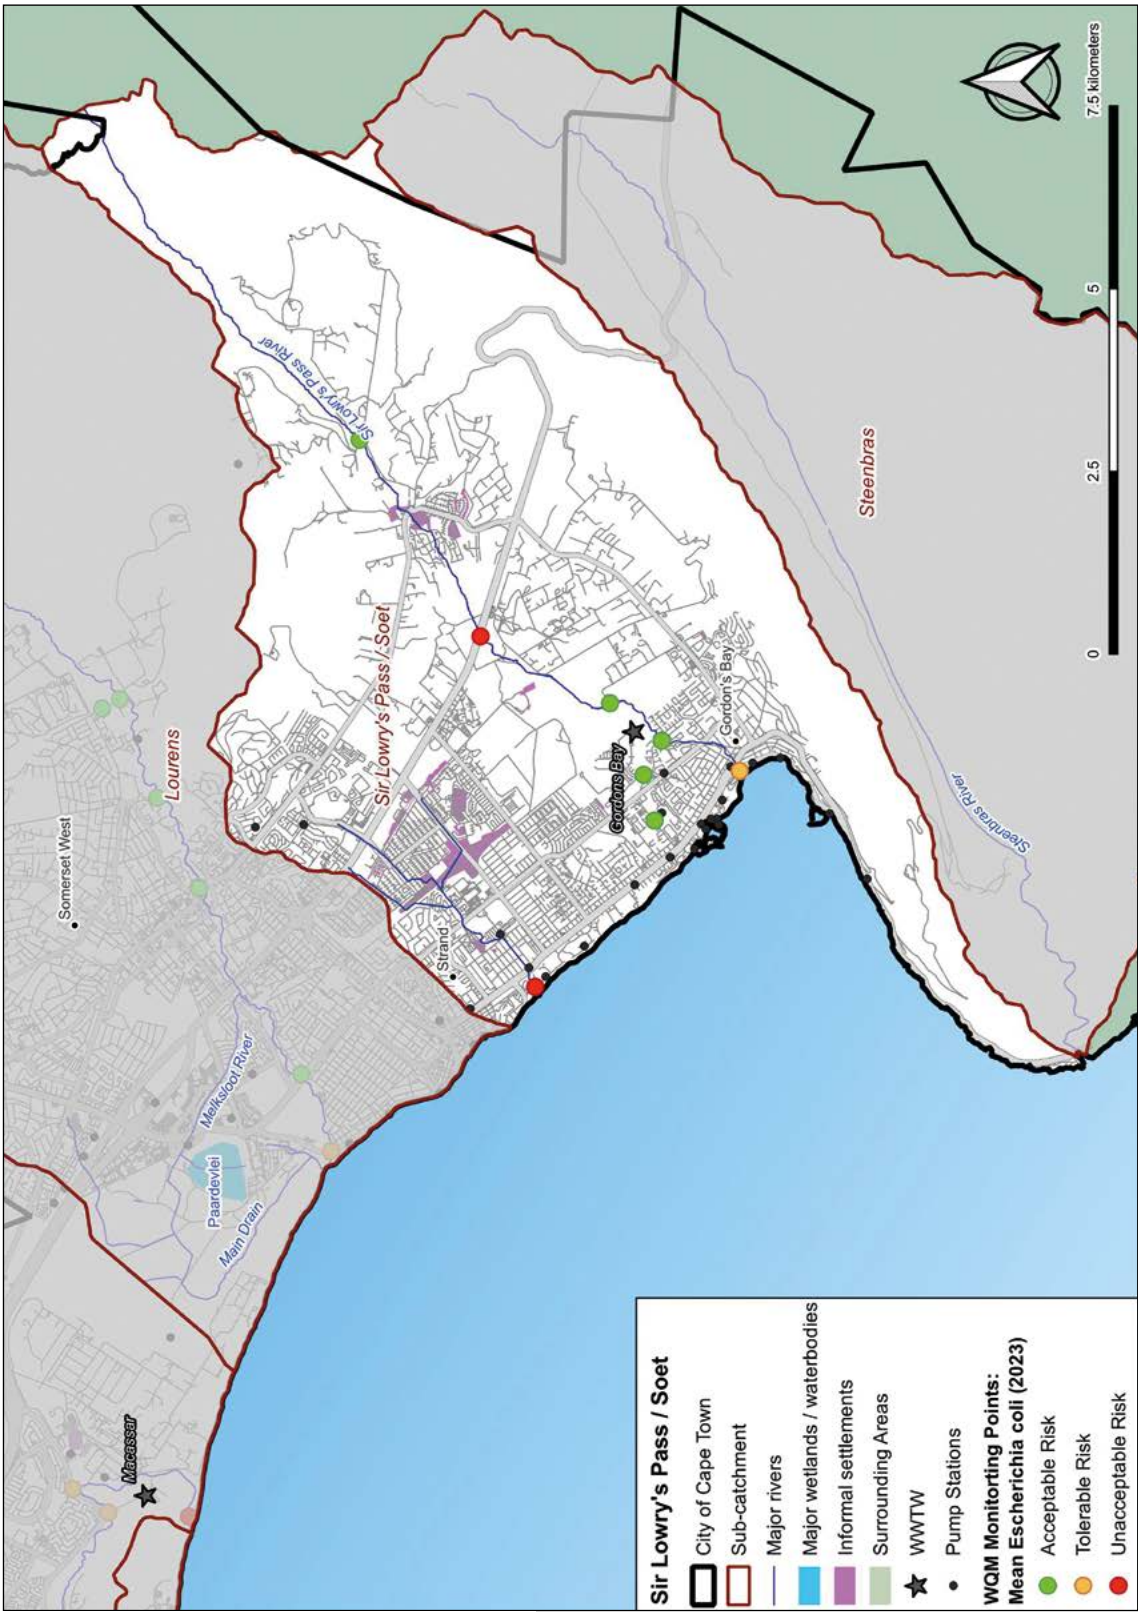 Somerset West
Lourens
Melksloot River
Paardevlei
Main Drain
Macassar
Sir Lowry's Pass River
Sir Lowry's Pass / Soet
Strand
Gordons Bay
Gordon's Bay
Steenbras
Steenbras River
0 2.5 5 7.5 kilometers
Sir Lowry's Pass / Soet
City of Cape Town
Sub-catchment
Major rivers
Major wetlands / waterbodies
Informal settlements
Surrounding Areas
WWTW
Pump Stations
WQM Monitorting Points:
Mean Escherichia coli (2023)
Acceptable Risk
Tolerable Risk
Unacceptable Risk